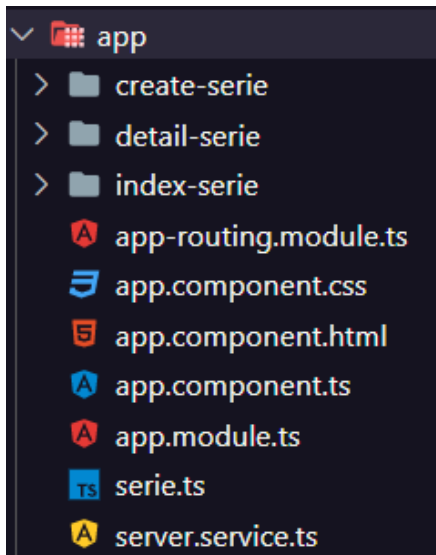 app
create-serie
detail-serie
index-serie
app-routing.module.ts
app.component.css
app.component.html
app.component.ts
app.module.ts
TS serie.ts
server.service.ts